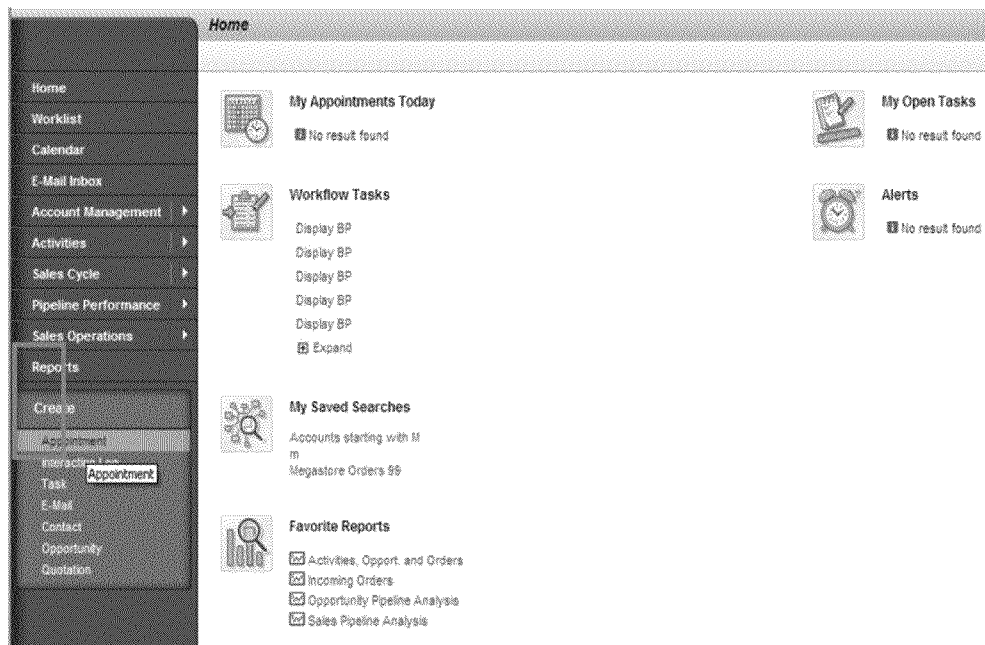 Home
Home
Worklist
Calendar
E-Mail Inbox
Account Management
Activities
Sales Cycle
Pipeline Performance
Sales Operations
Reports
Create
Appointment
Interaction Log
Appointment
Task
E-Mail
Contact
Opportunity
Quotation
My Appointments Today
No result found
Workflow Tasks
Display BP
Display BP
Display BP
Display BP
Display BP
Expand
My Saved Searches
Accounts starting with M
m
Megastore Orders 99
Favorite Reports
Activities, Opport. and Orders
Incoming Orders
Opportunity Pipeline Analysis
Sales Pipeline Analysis
My Open Tasks
No result found
Alerts
No result found